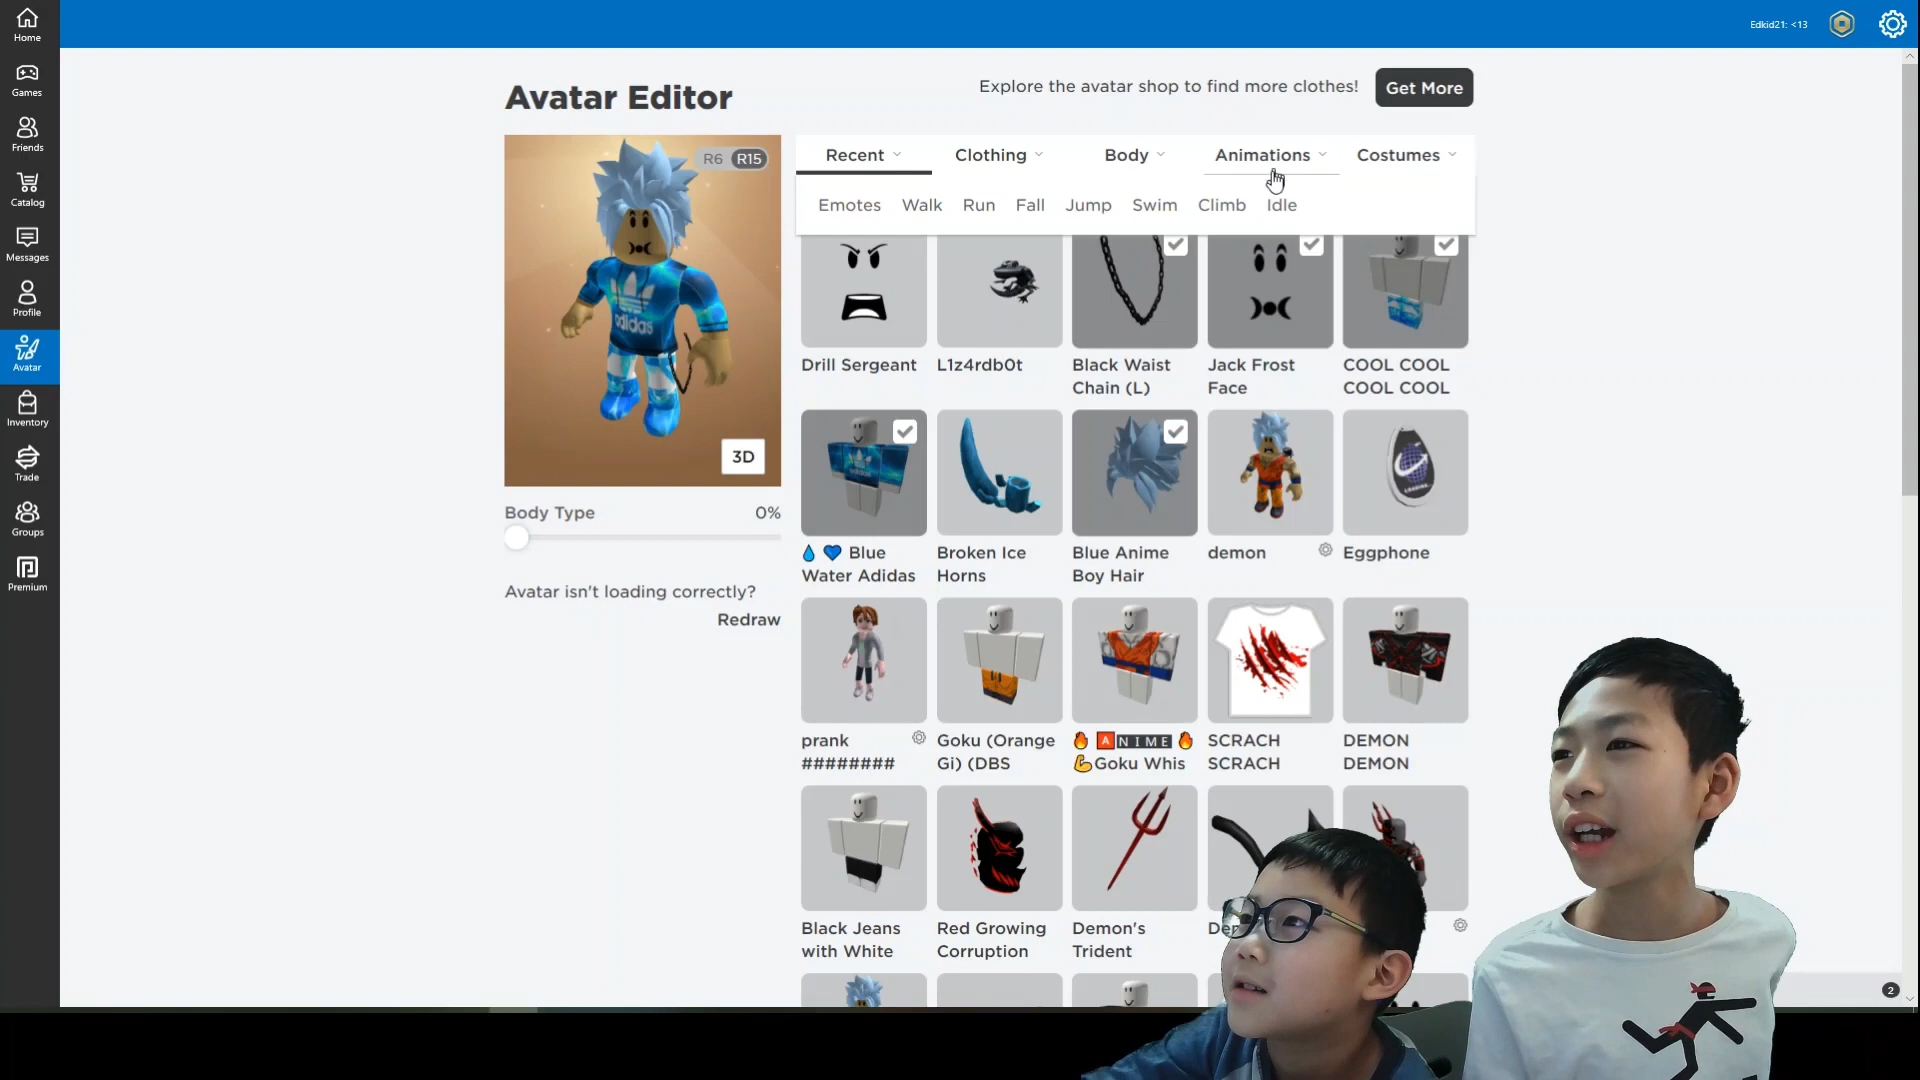 Home
Games
Friends
Catalog
Messages
Profile
Avatar
Inventory
Trade
Groups
Premium
Edkid21: <13
Avatar Editor
Explore the avatar shop to find more clothes!
Get More
R6 R15
adidas
3D
Body Type 0%
Avatar isn't loading correctly?
Redraw
Recent Clothing Body Animations Costumes
Emotes Walk Run Fall Jump Swim Climb Idle
Drill Sergeant
L1z4rdb0t
Black Waist
Chain (L)
Jack Frost
Face
COOL COOL
COOL COOL
💧 💙 Blue
Water Adidas
Broken Ice
Horns
Blue Anime
Boy Hair
demon
Eggphone
prank
########
Goku (Orange
Gi) (DBS
🔥 🅰🅽🅸🅼🅴 🔥
💪Goku Whis
SCRACH
SCRACH
DEMON
DEMON
Black Jeans
with White
Red Growing
Corruption
Demon's
Trident
2